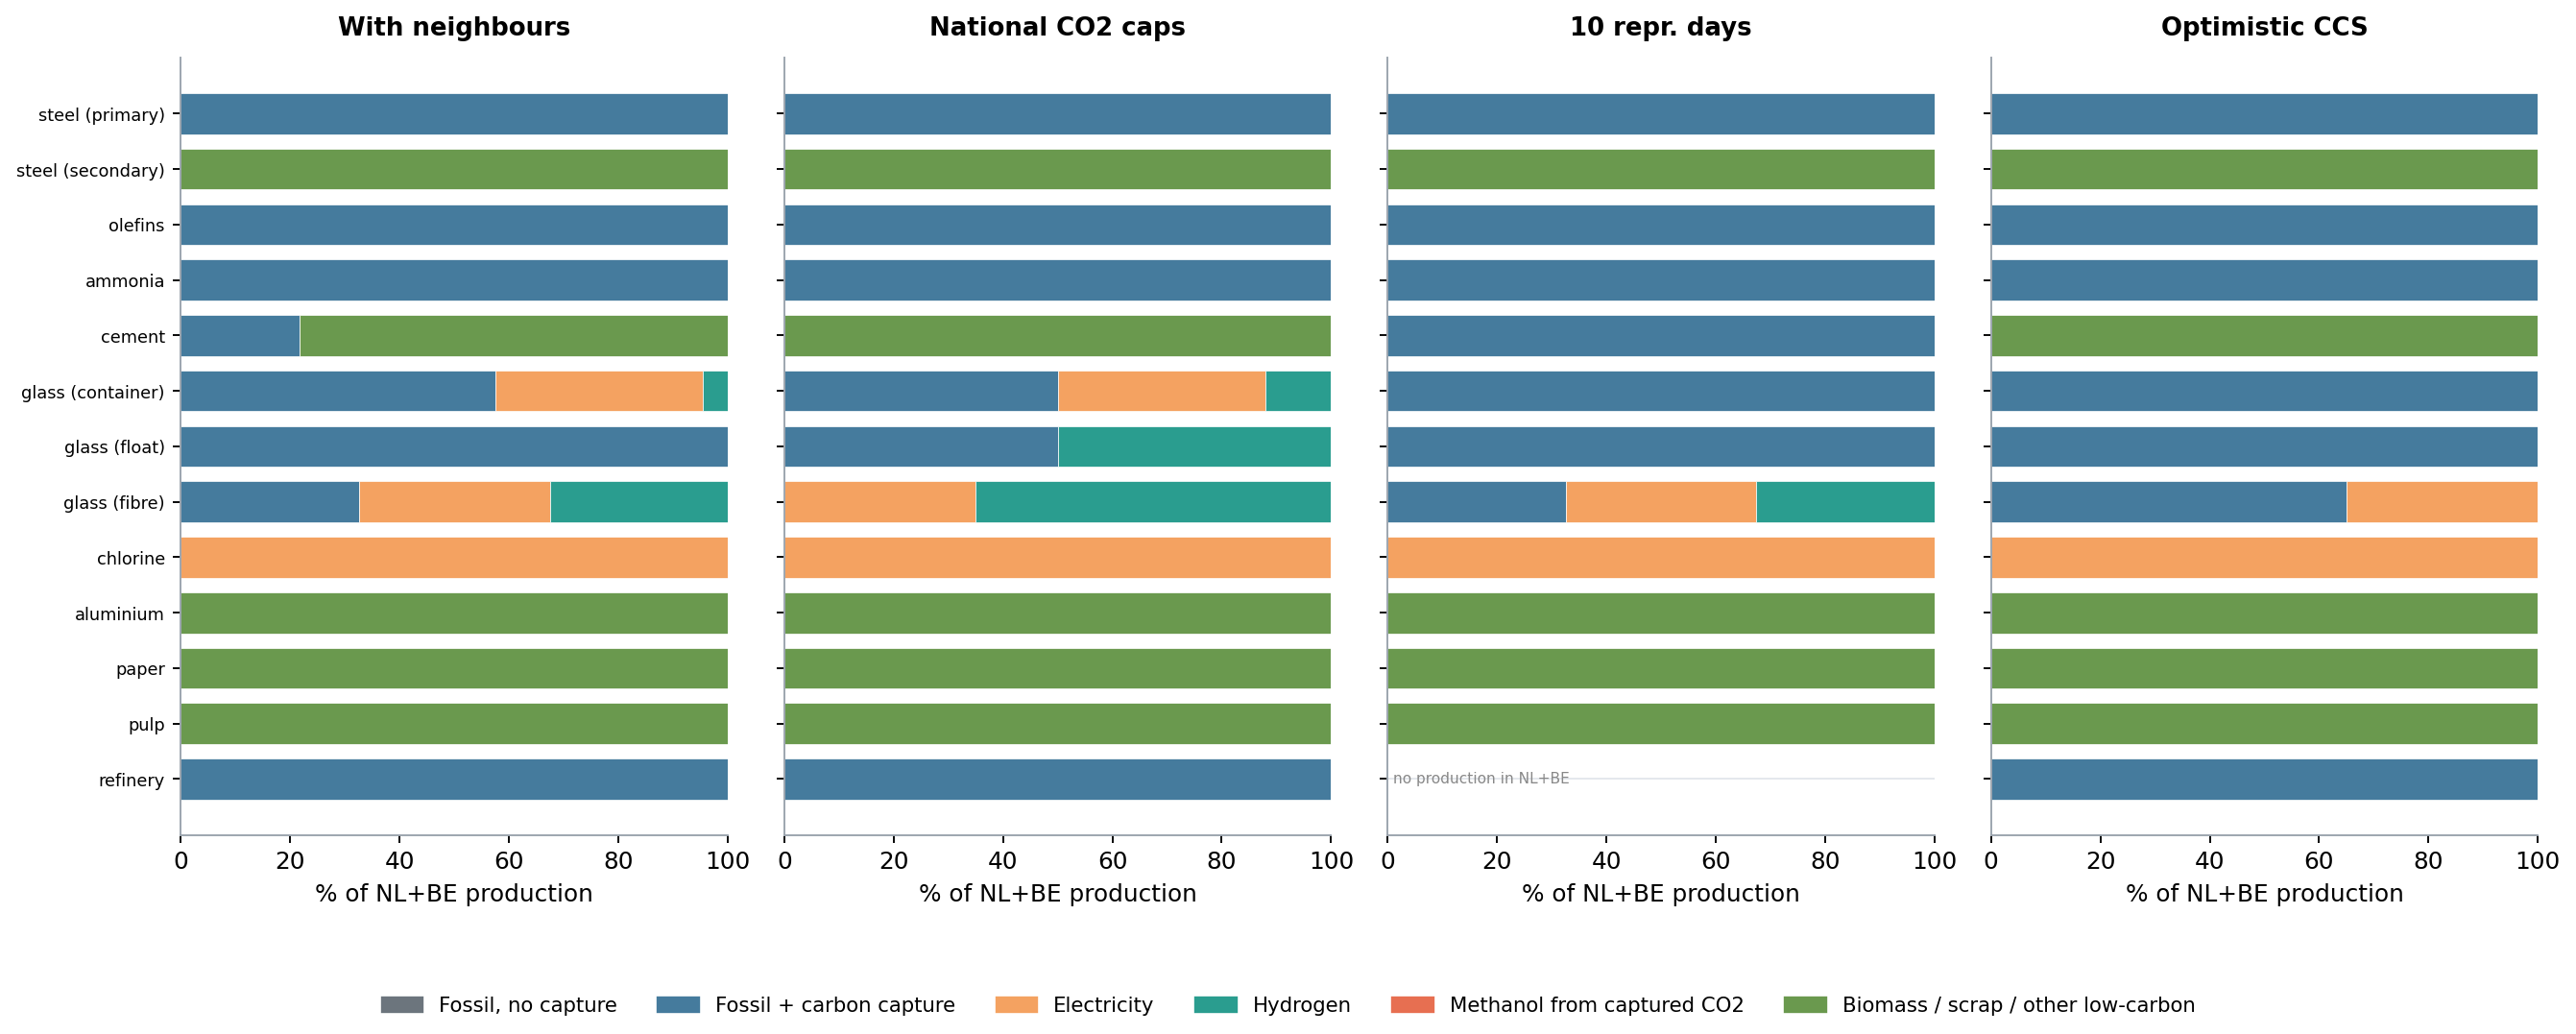 With neighbours
National CO2 caps
10 repr. days
Optimistic CCS
steel (primary)
steel (secondary)
olefins
ammonia
cement
glass (container)
glass (float)
glass (fibre)
chlorine
aluminium
paper
pulp
refinery
no production in NL+BE
0 20 40 60 80 100
0 20 40 60 80 100
0 20 40 60 80 100
0 20 40 60 80 100
% of NL+BE production
% of NL+BE production
% of NL+BE production
% of NL+BE production
Fossil, no capture
Fossil + carbon capture
Electricity
Hydrogen
Methanol from captured CO2
Biomass / scrap / other low-carbon